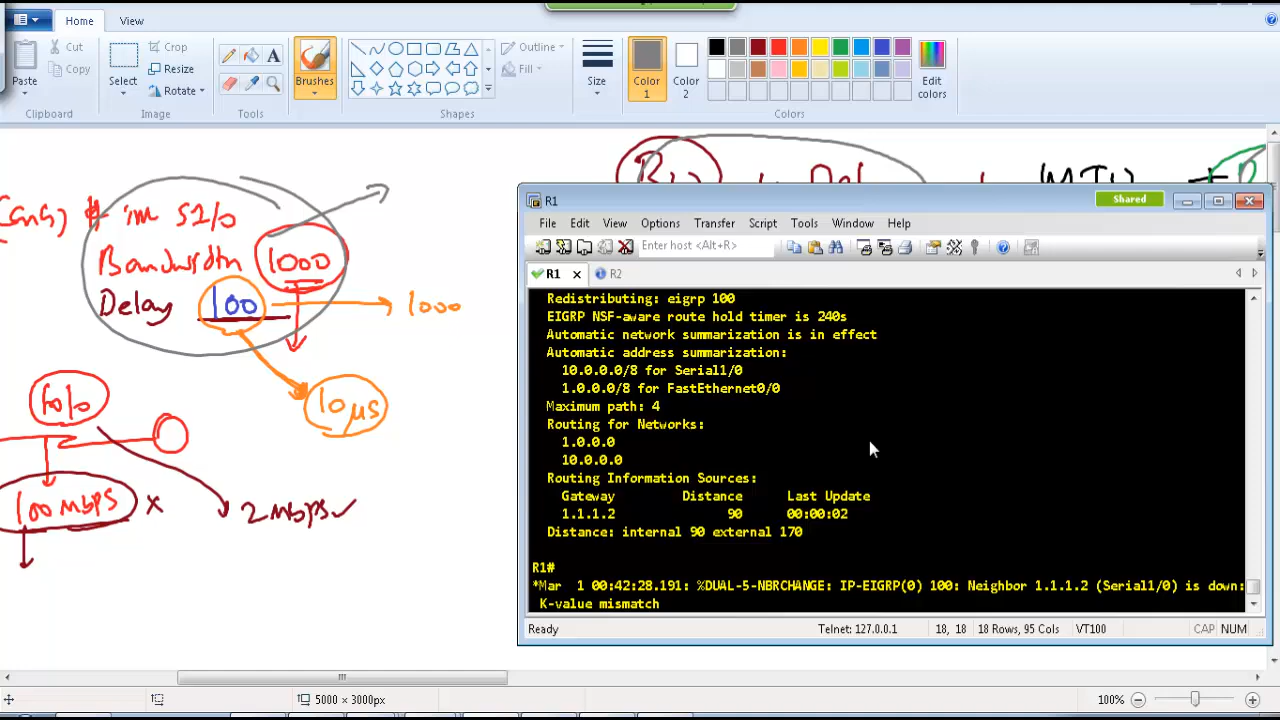 Home
View
Paste
Cut
Copy
Select
Crop
Resize
Rotate
Brushes
Outline
Fill
Size
Color 1
Color 2
Edit colors
Clipboard
Image
Tools
Shapes
Colors
MTU
int S1/0
Bandwidth 1000
Delay 100
1000
10 µs
fo/o
100 Mbps x
2 Mbps ✓
R1
Shared
File Edit View Options Transfer Script Tools Window Help
Enter host <Alt+R>
R1
R2
Redistributing: eigrp 100
EIGRP NSF-aware route hold timer is 240s
Automatic network summarization is in effect
Automatic address summarization:
10.0.0.0/8 for Serial1/0
1.0.0.0/8 for FastEthernet0/0
Maximum path: 4
Routing for Networks:
1.0.0.0
10.0.0.0
Routing Information Sources:
Gateway Distance Last Update
1.1.1.2 90 00:00:02
Distance: internal 90 external 170
R1#
*Mar 1 00:42:28.191: %DUAL-5-NBRCHANGE: IP-EIGRP(0) 100: Neighbor 1.1.1.2 (Serial1/0) is down:
K-value mismatch
Ready
Telnet: 127.0.0.1
18, 18
18 Rows, 95 Cols
VT100
CAP NUM
5000 × 3000px
100%